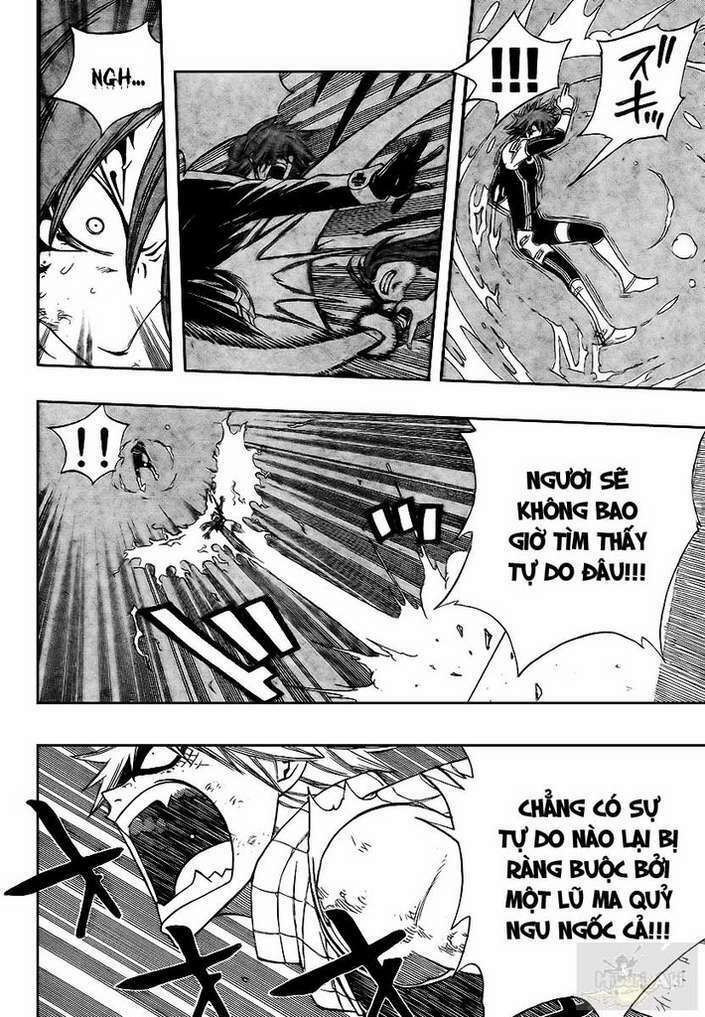 ズキッ
!!!
NGH...
!!
NGƯƠI SẼ
KHÔNG BAO
GIỜ TÌM THẤY
TỰ DO ĐÂU!!!
CHẲNG CÓ SỰ
TỰ DO NÀO LẠI BỊ
RÀNG BUỘC BỞI
MỘT LŨ MA QUỶ
NGU NGỐC CẢ!!!